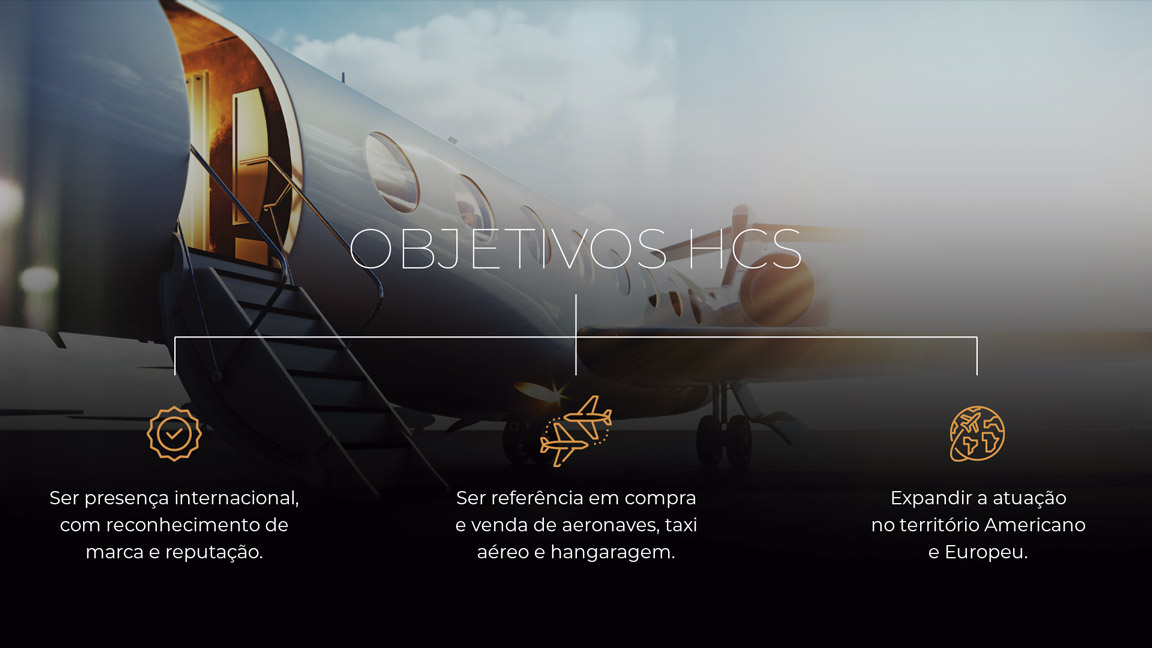 OBJETIVOS HCS
Ser presença internacional,
com reconhecimento de
marca e reputação.
Ser referência em compra
e venda de aeronaves, taxi
aéreo e hangaragem.
Expandir a atuação
no território Americano
e Europeu.